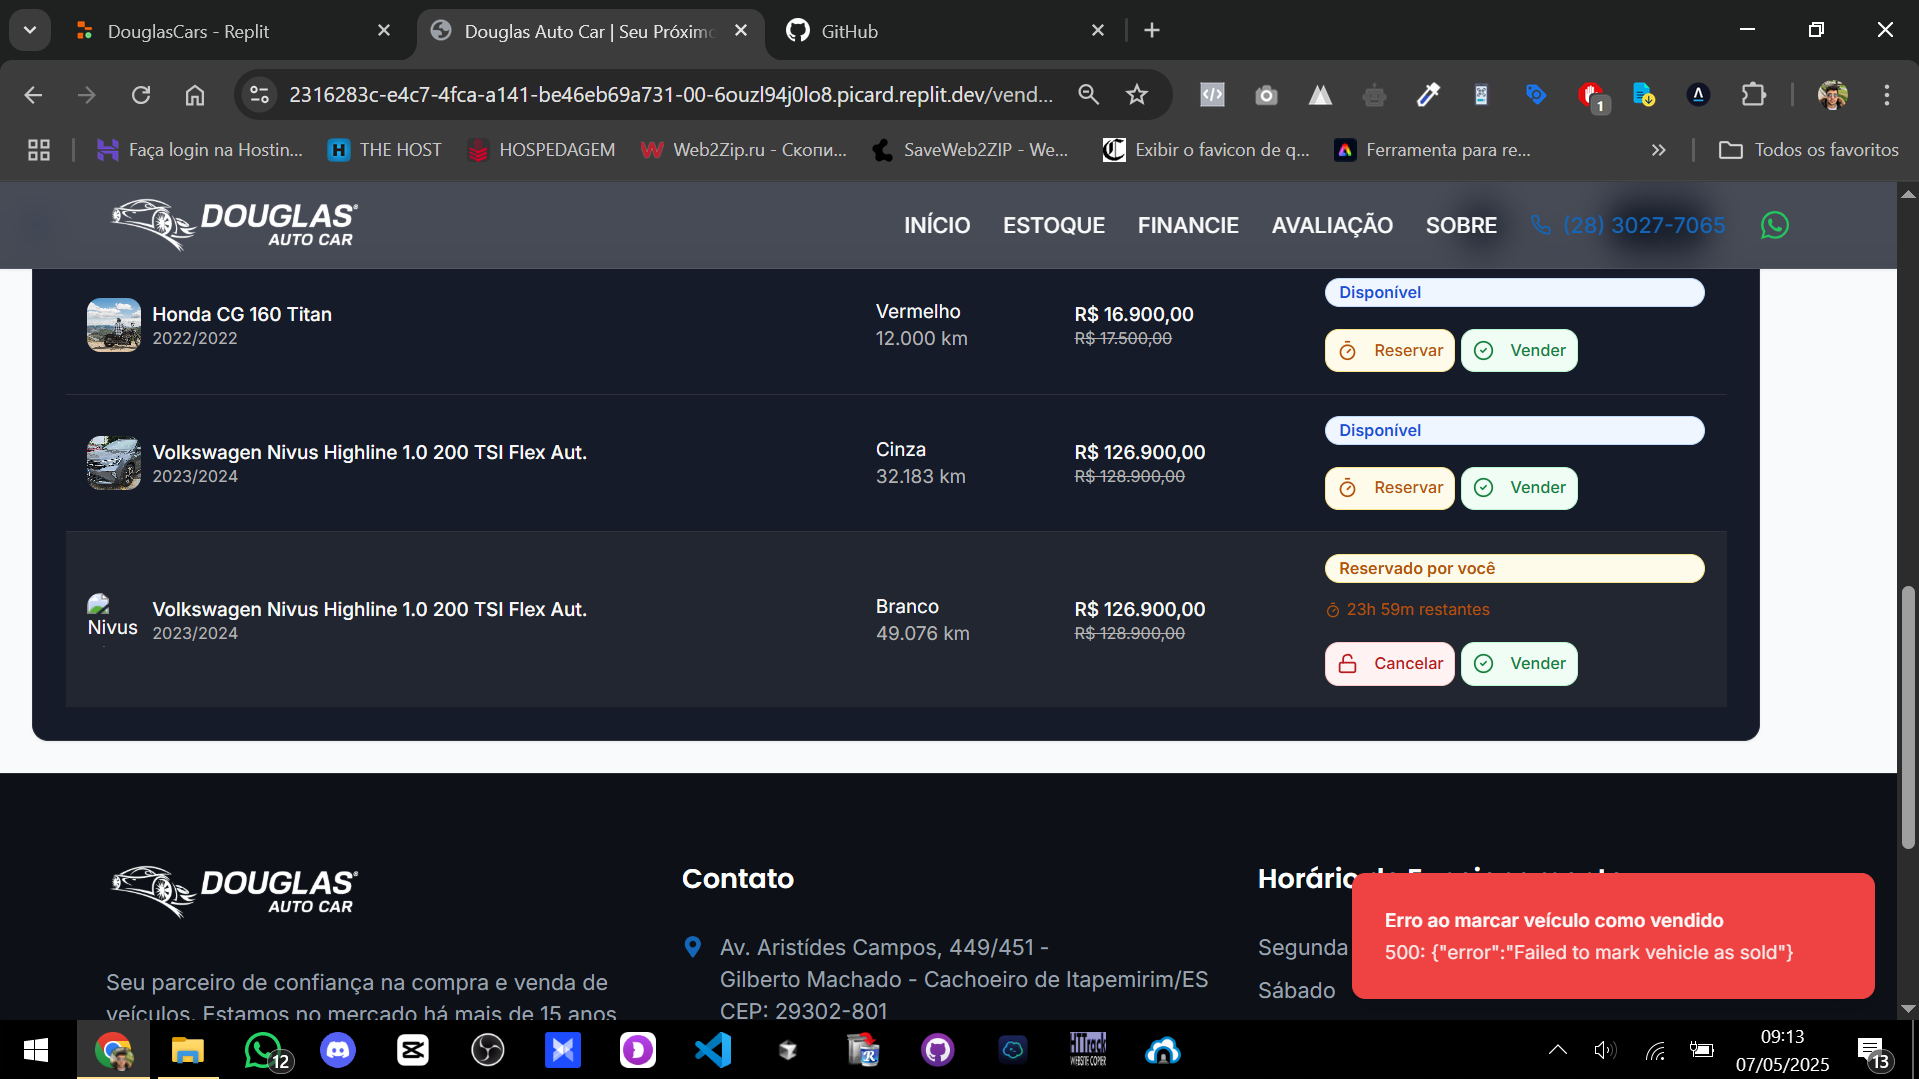 DouglasCars - Replit
Douglas Auto Car | Seu Próximo
GitHub
2316283c-e4c7-4fca-a141-be46eb69a731-00-6ouzl94j0lo8.picard.replit.dev/vend...
1
Faça login na Hostin...
THE HOST
HOSPEDAGEM
Web2Zip.ru - Скопи...
SaveWeb2ZIP - We...
Exibir o favicon de q...
Ferramenta para re...
Todos os favoritos
DOUGLAS
AUTO CAR
INÍCIO
ESTOQUE
FINANCIE
AVALIAÇÃO
SOBRE
(28) 3027-7065
Honda CG 160 Titan
2022/2022
Vermelho
12.000 km
R$ 16.900,00
R$ 17.500,00
Disponível
Reservar
Vender
Volkswagen Nivus Highline 1.0 200 TSI Flex Aut.
2023/2024
Cinza
32.183 km
R$ 126.900,00
R$ 128.900,00
Disponível
Reservar
Vender
Nivus
Volkswagen Nivus Highline 1.0 200 TSI Flex Aut.
2023/2024
Branco
49.076 km
R$ 126.900,00
R$ 128.900,00
Reservado por você
23h 59m restantes
Cancelar
Vender
DOUGLAS
AUTO CAR
Seu parceiro de confiança na compra e venda de
veículos. Estamos no mercado há mais de 15 anos
Contato
Av. Aristídes Campos, 449/451 -
Gilberto Machado - Cachoeiro de Itapemirim/ES
CEP: 29302-801
Segunda
Sábado
Erro ao marcar veículo como vendido
500: {"error":"Failed to mark vehicle as sold"}
12
HTTrack
WEBSITE COPIER
09:13
07/05/2025
13